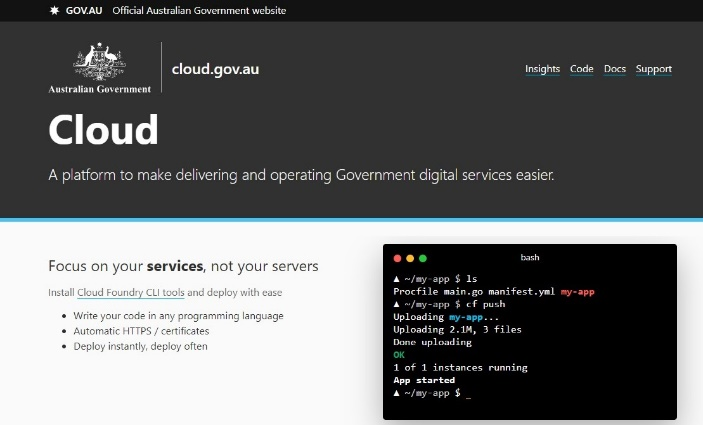 GOV.AU Official Australian Government website
Australian Government
cloud.gov.au
Insights Code Docs Support
Cloud
A platform to make delivering and operating Government digital services easier.
Focus on your services, not your servers
Install Cloud Foundry CLI tools and deploy with ease
• Write your code in any programming language
• Automatic HTTPS / certificates
• Deploy instantly, deploy often
bash
▲ ~/my-app $ ls
Procfile main.go manifest.yml my-app
▲ ~/my-app $ cf push
Uploading my-app...
Uploading 2.1M, 3 files
Done uploading
OK
1 of 1 instances running
App started
▲ ~/my-app $ _